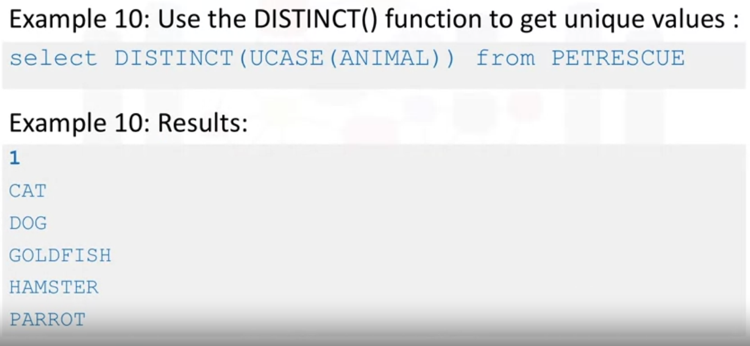 Example 10: Use the DISTINCT() function to get unique values :
select DISTINCT(UCASE(ANIMAL)) from PETRESCUE
Example 10: Results:
1
CAT
DOG
GOLDFISH
HAMSTER
PARROT